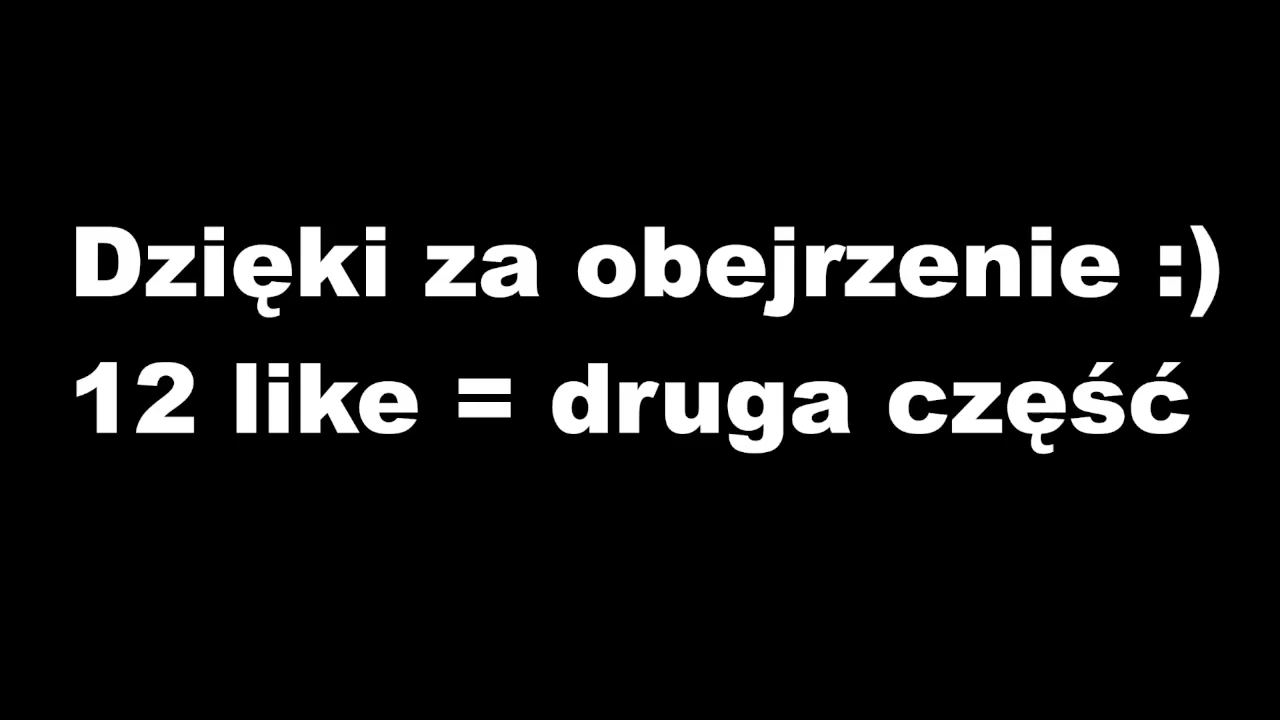 Dzięki za obejrzenie :)
12 like = druga część